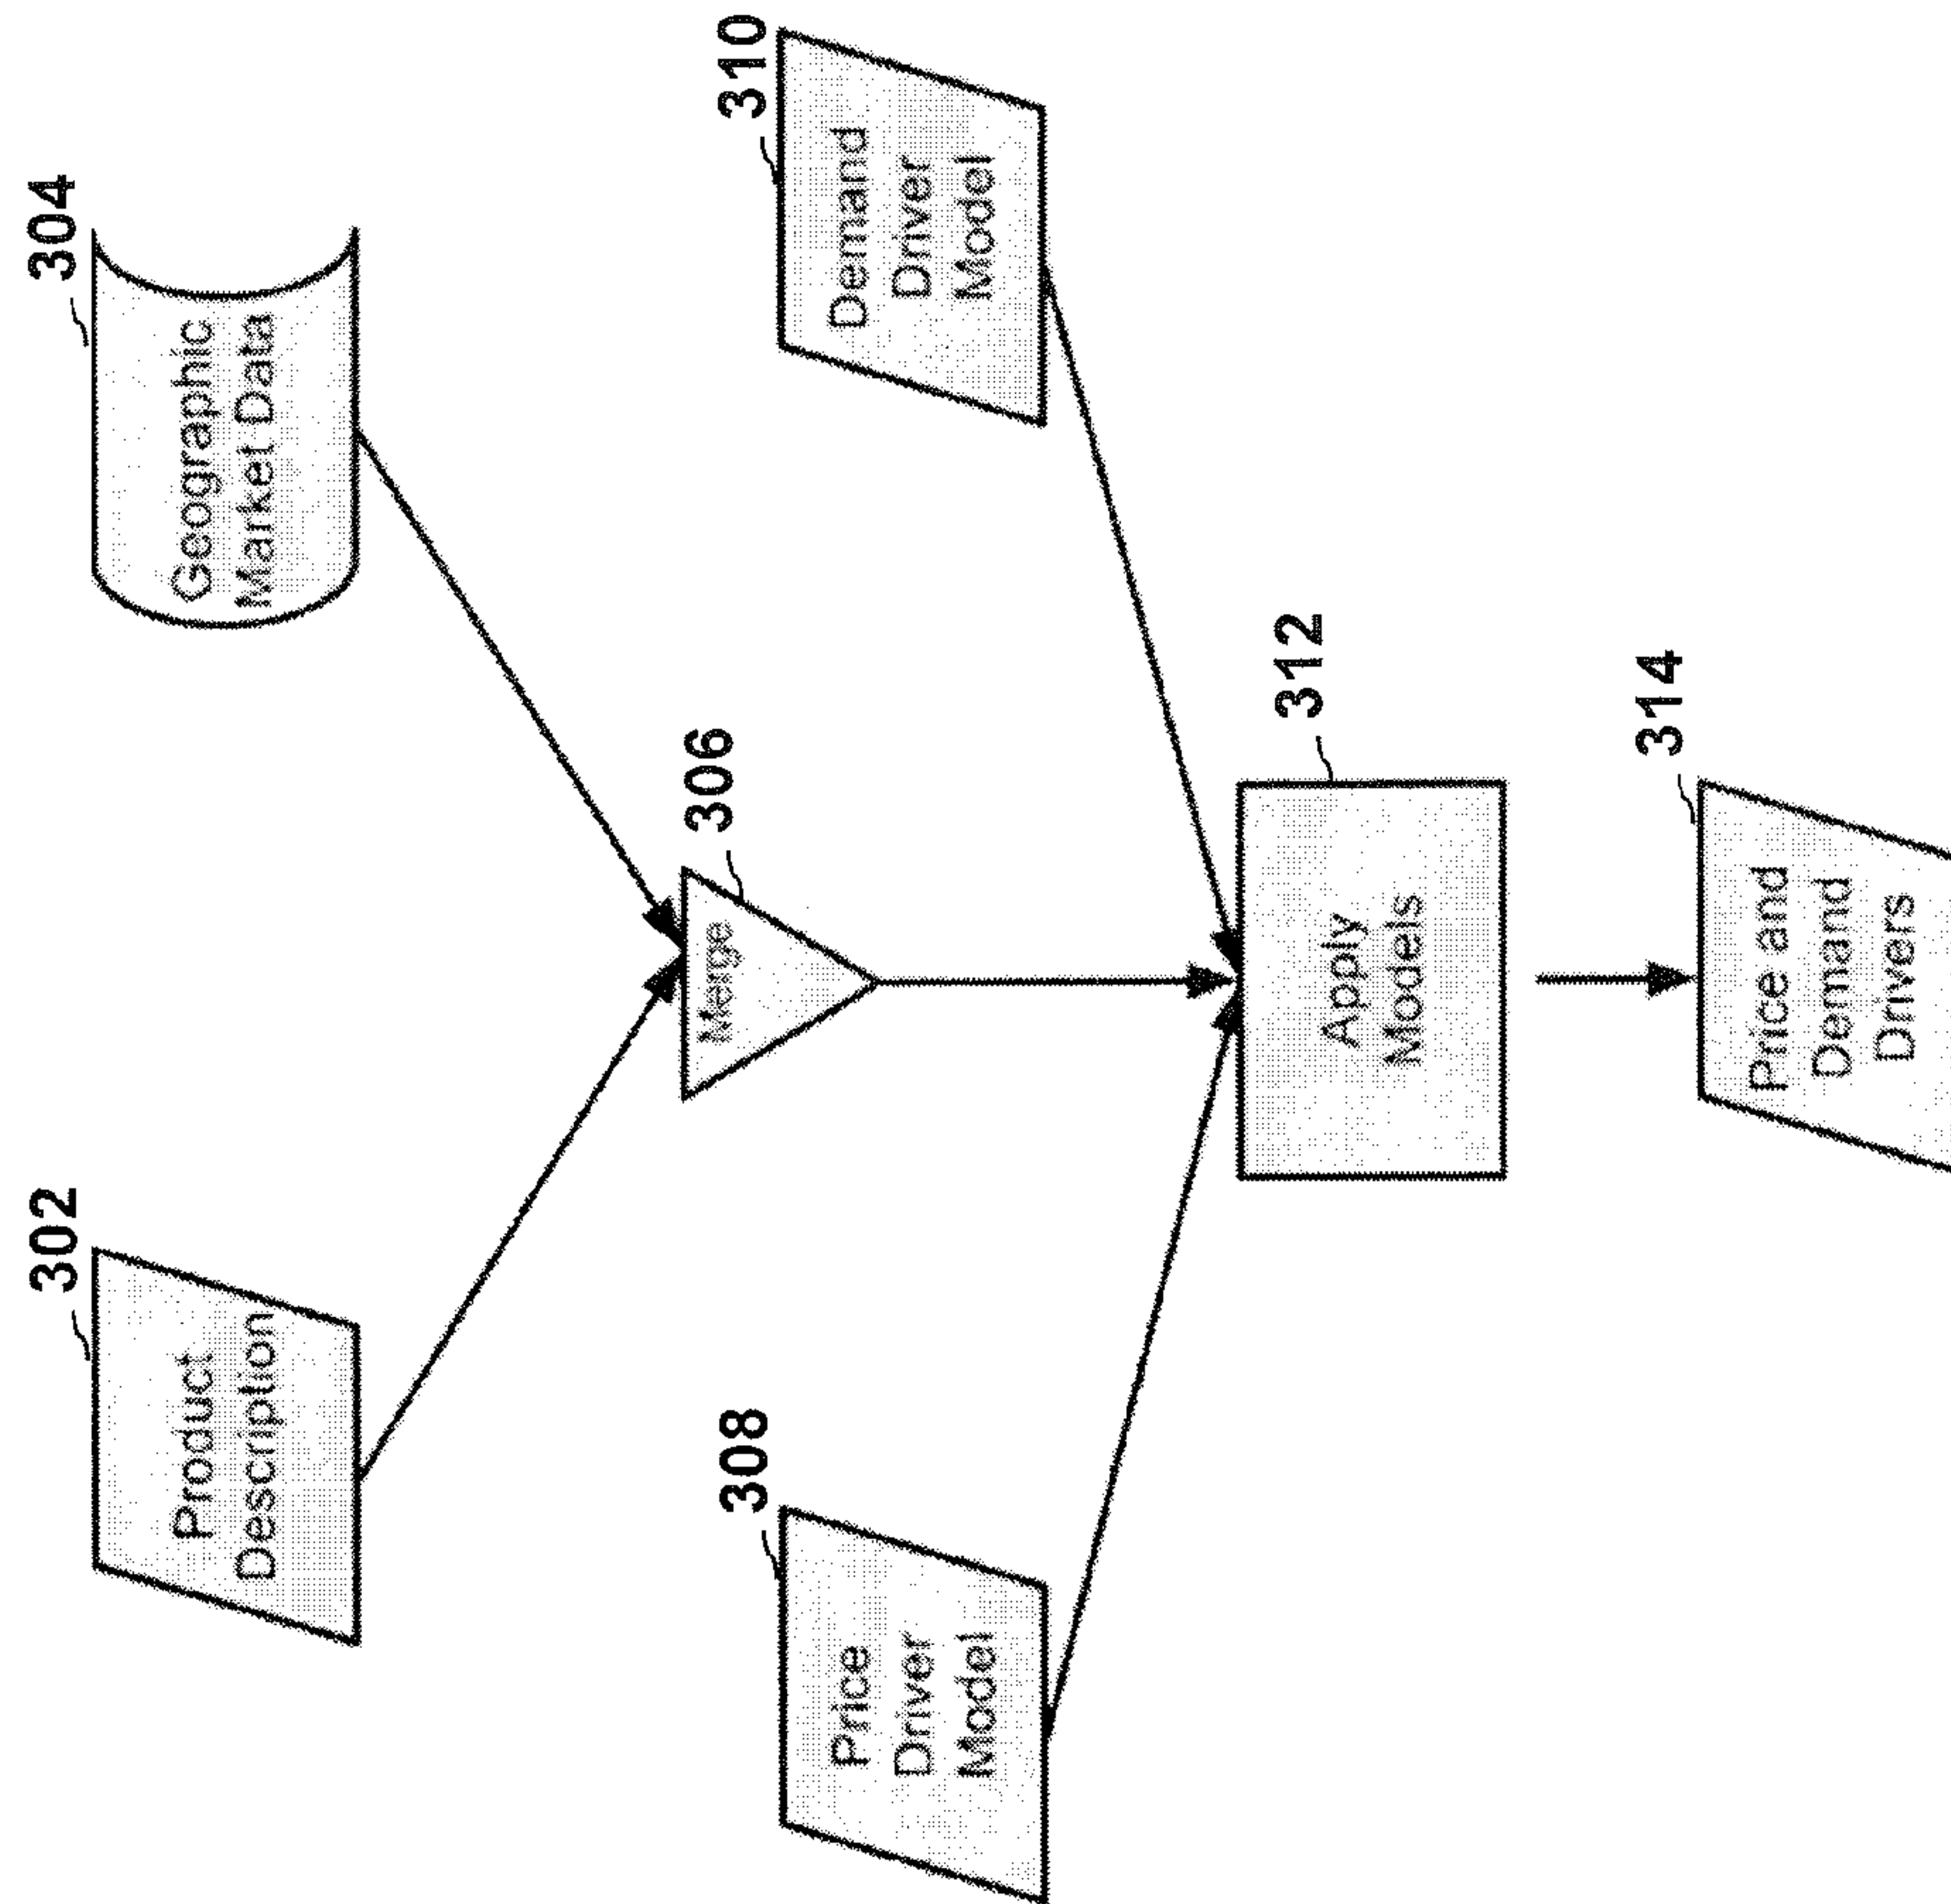 302
Product
Description
304
Geographic
Market Data
306
Merge
308
Price
Driver
Model
310
Demand
Driver
Model
312
Apply
Models
314
Price and
Demand
Drivers